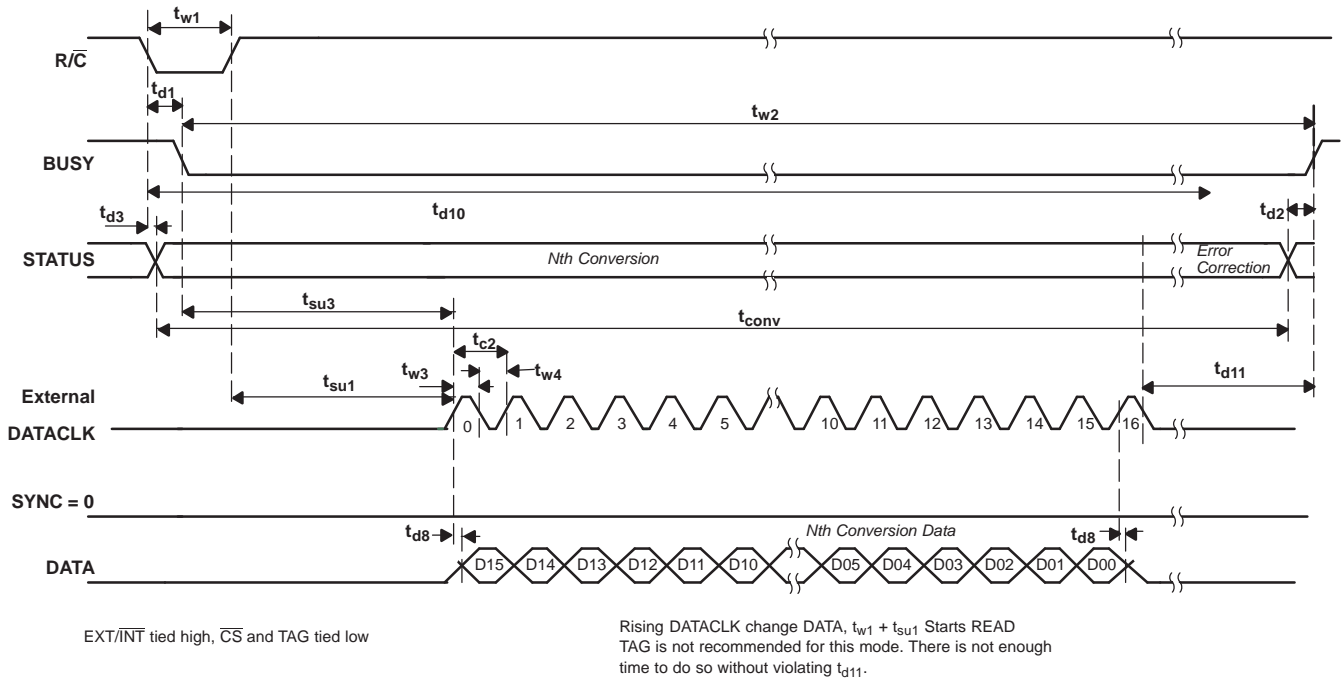 tw1
R/C
td1
tw2
BUSY
td3
td10
td2
STATUS
Nth Conversion
Error
Correction
tsu3
tconv
tc2
tw3
tw4
tsu1
td11
External
DATACLK
0 1 2 3 4 5 10 11 12 13 14 15 16
SYNC = 0
Nth Conversion Data
td8
td8
DATA
D15 D14 D13 D12 D11 D10 D05 D04 D03 D02 D01 D00
EXT/INT tied high, CS and TAG tied low
Rising DATACLK change DATA, tw1 + tsu1 Starts READ
TAG is not recommended for this mode. There is not enough
time to do so without violating td11.